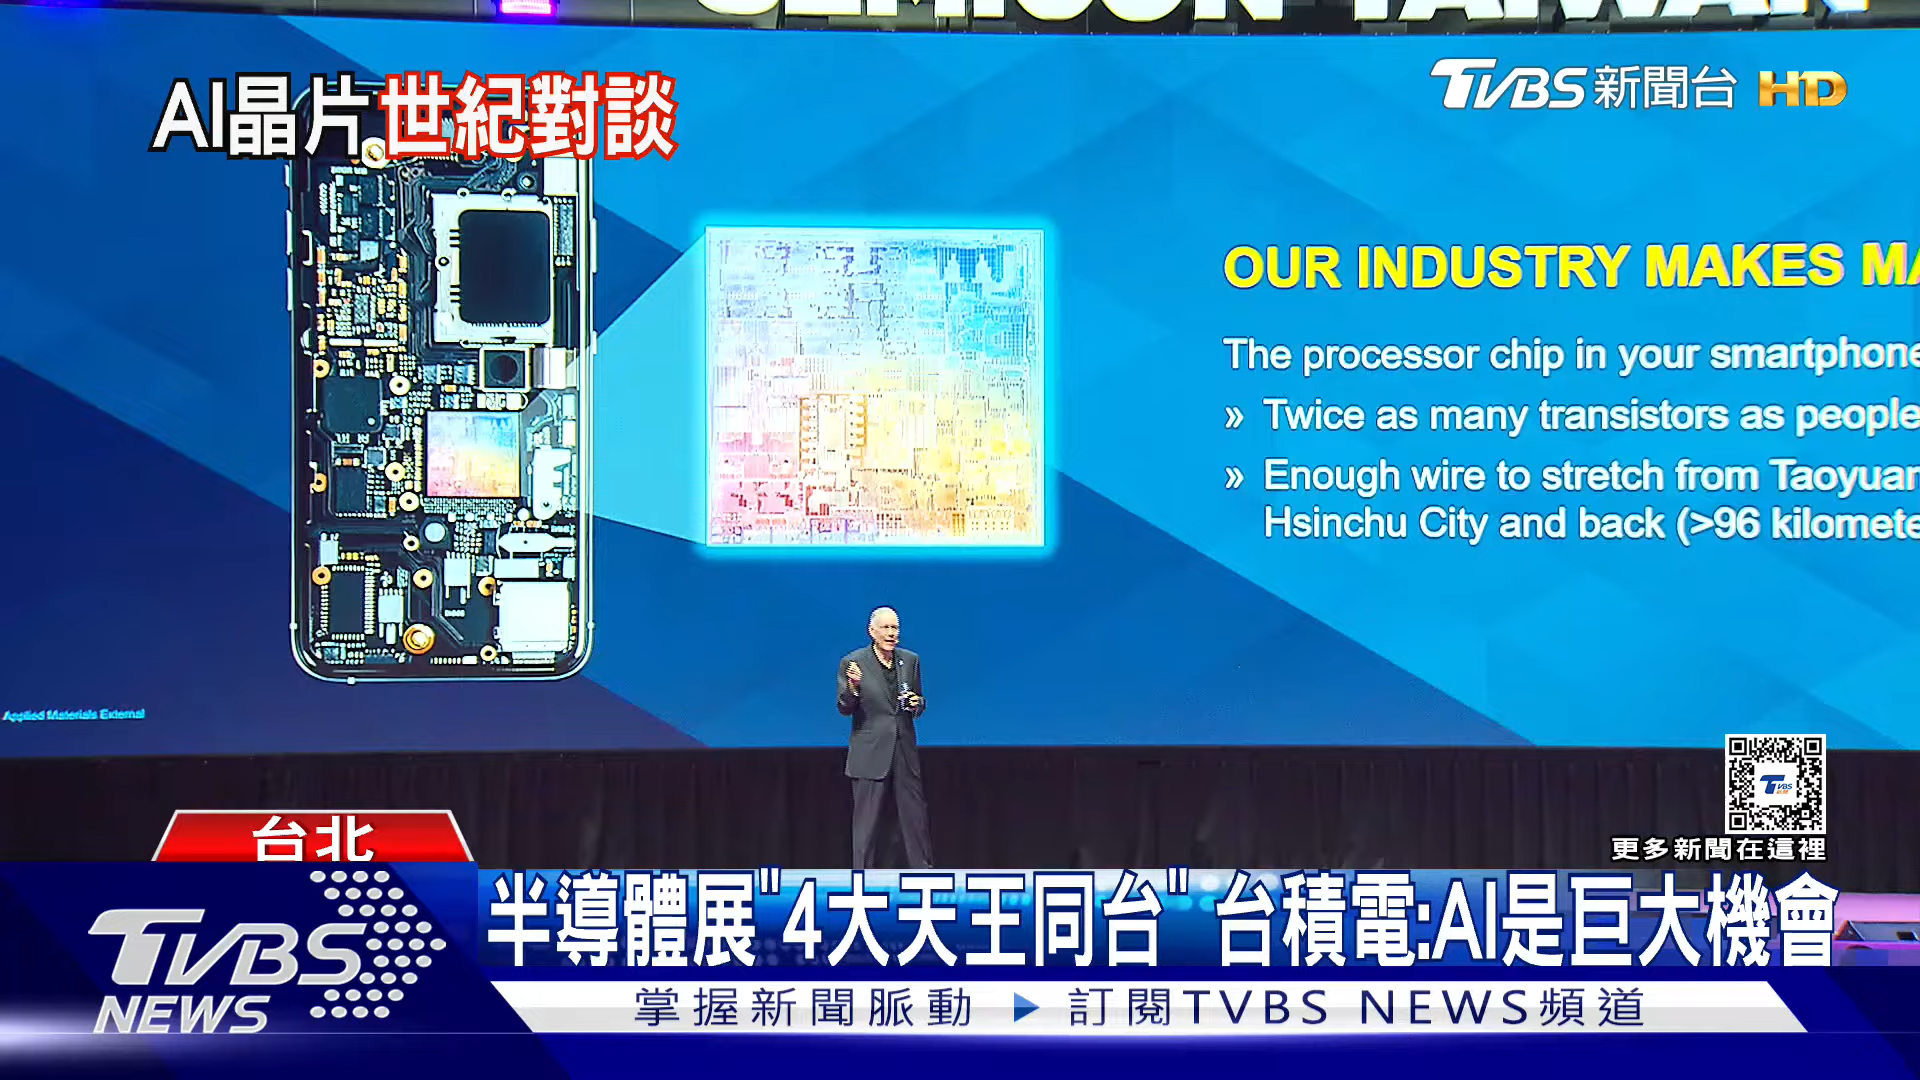 SEMICON TAIWAN
TVBS新聞台 HD
AI晶片世紀對談
OUR INDUSTRY MAKES
The processor chip in your smartphone
» Twice as many transistors as people
» Enough wire to stretch from Taoyuan
Hsinchu City and back (>96 kilomete
Applied Materials External
TVBS
更多新聞在這裡
台北
半導體展"4大天王同台" 台積電:AI是巨大機會
TVBS
NEWS
掌握新聞脈動 ▶ 訂閱TVBS NEWS頻道